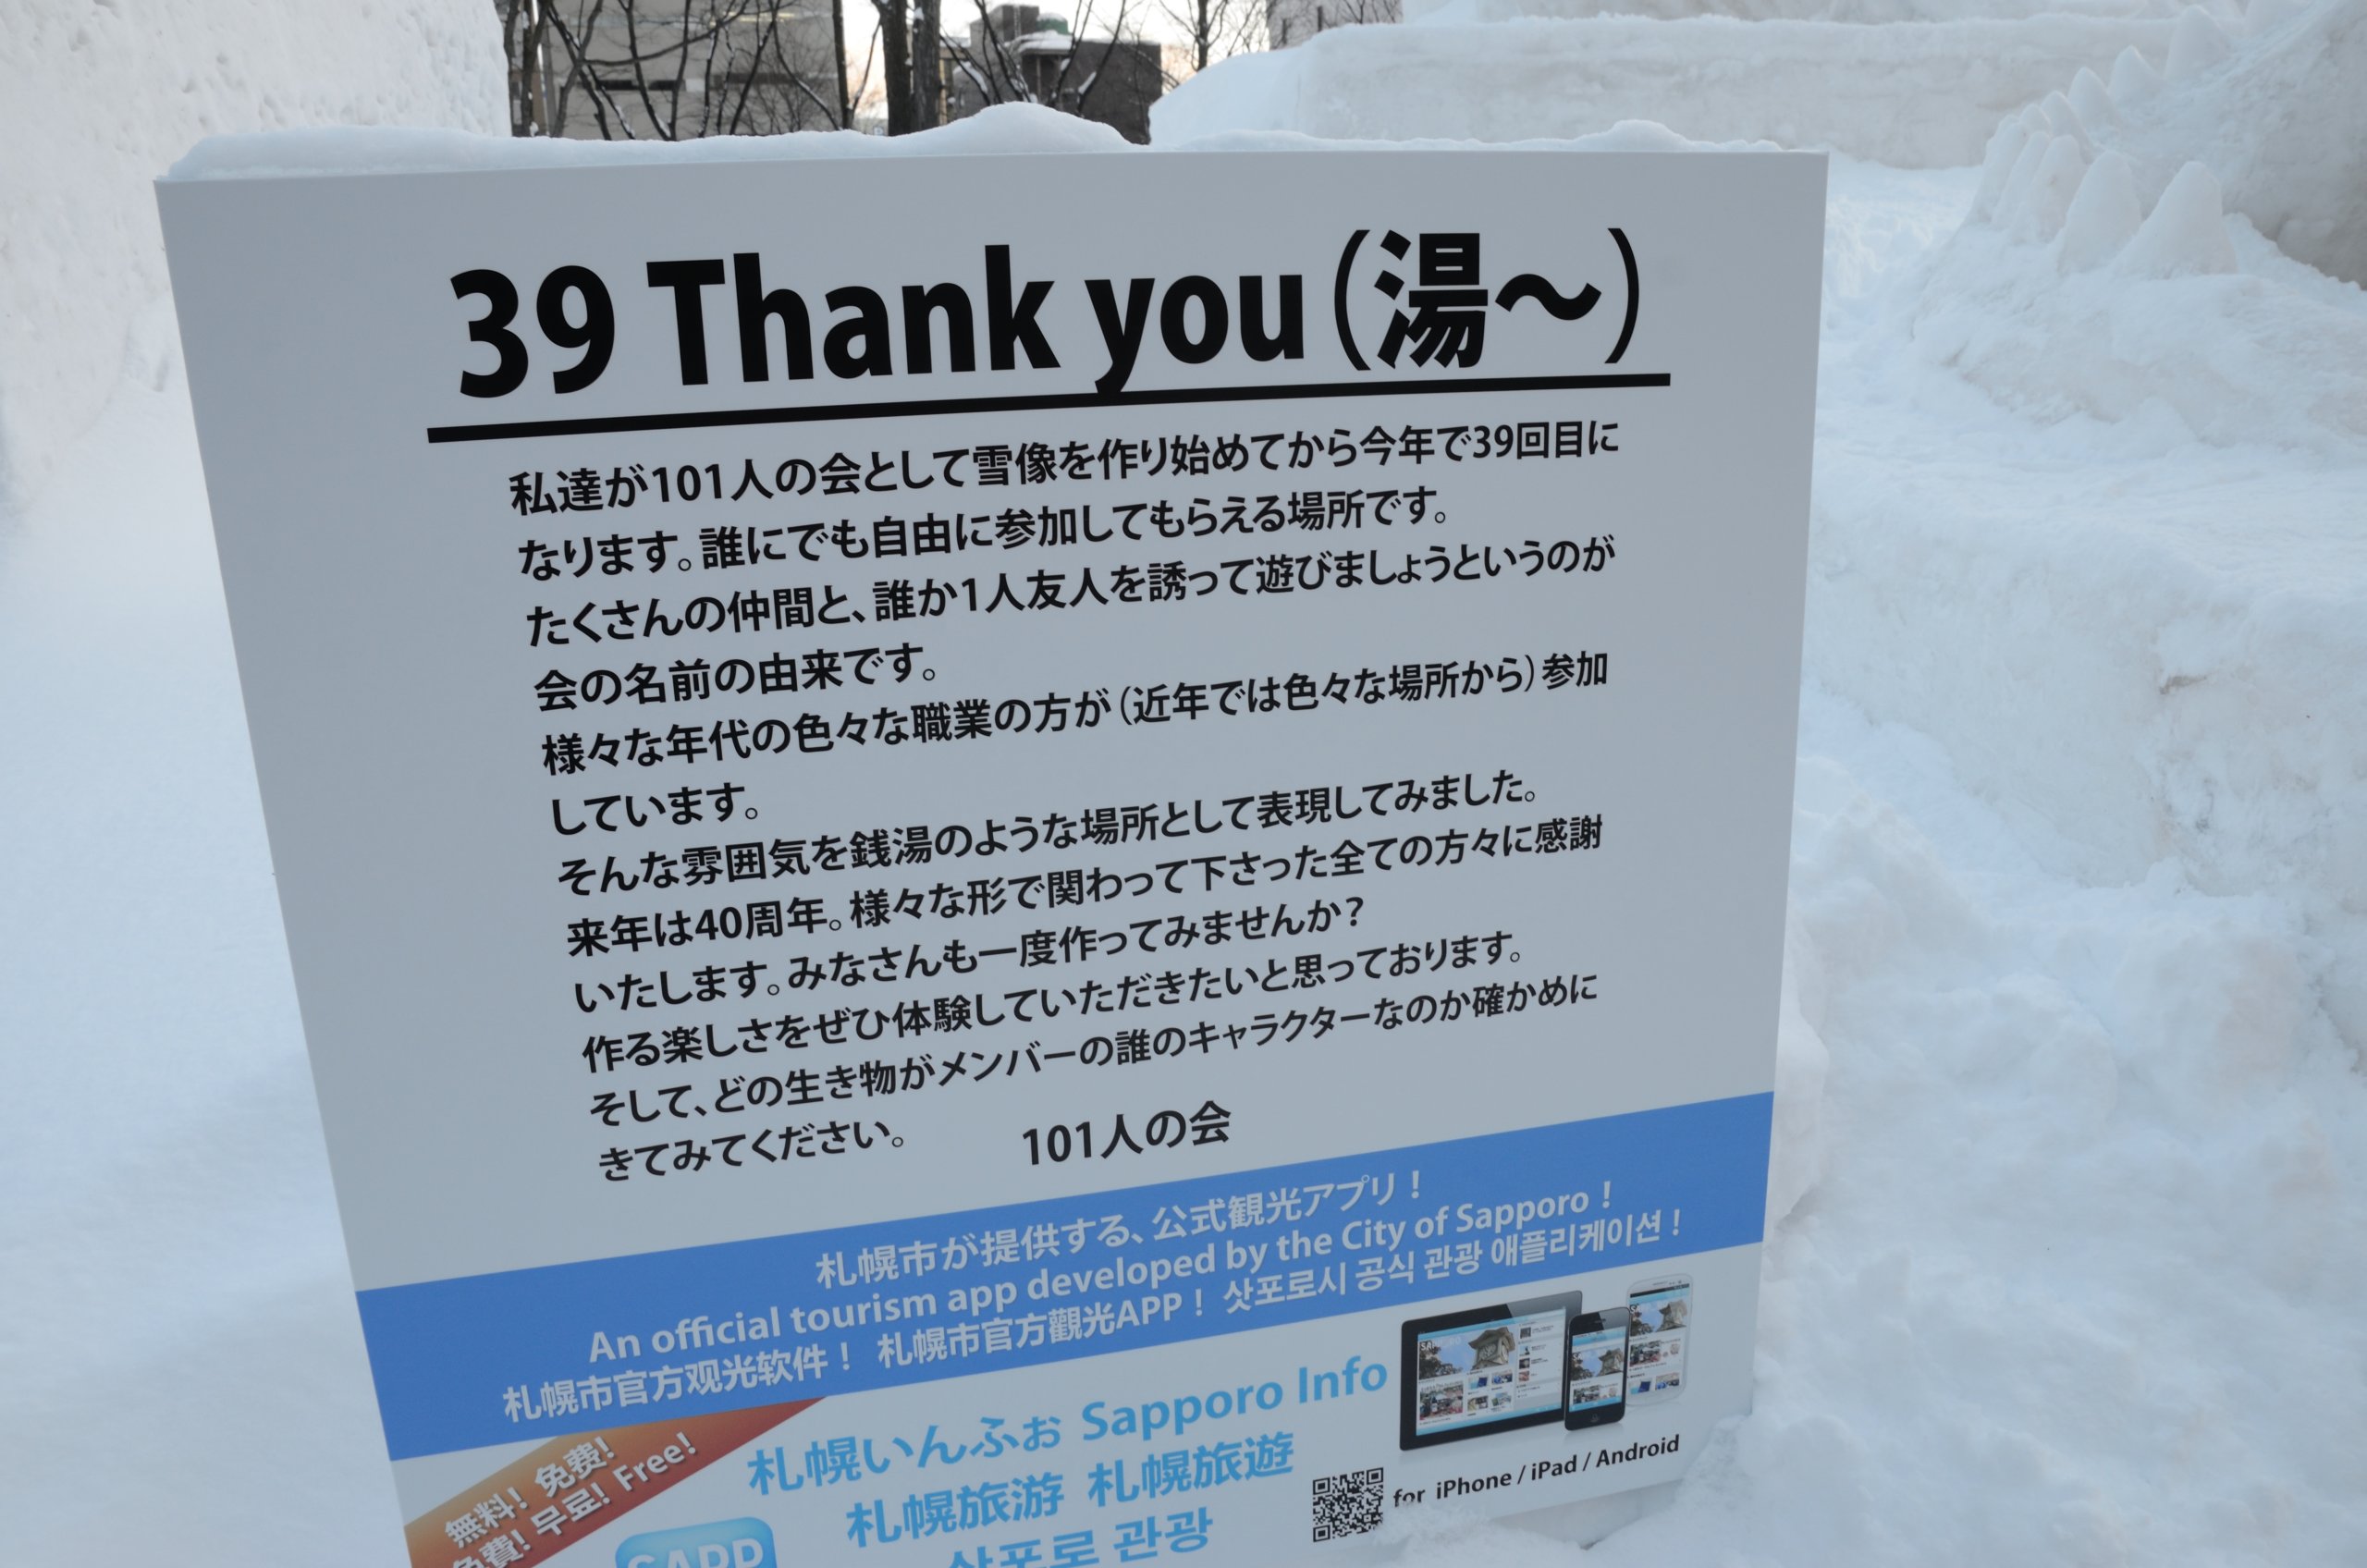 39 Thank you(湯～)
私達が101人の会として雪像を作り始めてから今年で39回目に
なります。誰にでも自由に参加してもらえる場所です。
たくさんの仲間と、誰か1人友人を誘って遊びましょうというのが
会の名前の由来です。
様々な年代の色々な職業の方が(近年では色々な場所から)参加
しています。
そんな雰囲気を銭湯のような場所として表現してみました。
来年は40周年。様々な形で関わって下さった全ての方々に感謝
いたします。みなさんも一度作ってみませんか?
作る楽しさをぜひ体験していただきたいと思っております。
そして、どの生き物がメンバーの誰のキャラクターなのか確かめに
きてみてください。 101人の会
札幌市が提供する、公式観光アプリ！
An official tourism app developed by the City of Sapporo！
札幌市官方观光软件！ 札幌市官方觀光APP！ 삿포로시 공식 관광 애플리케이션！
無料! 免费!
免費! 무료! Free!
札幌いんふぉ Sapporo Info
札幌旅游 札幌旅遊
삿포로 관광
for iPhone / iPad / Android
SAPP